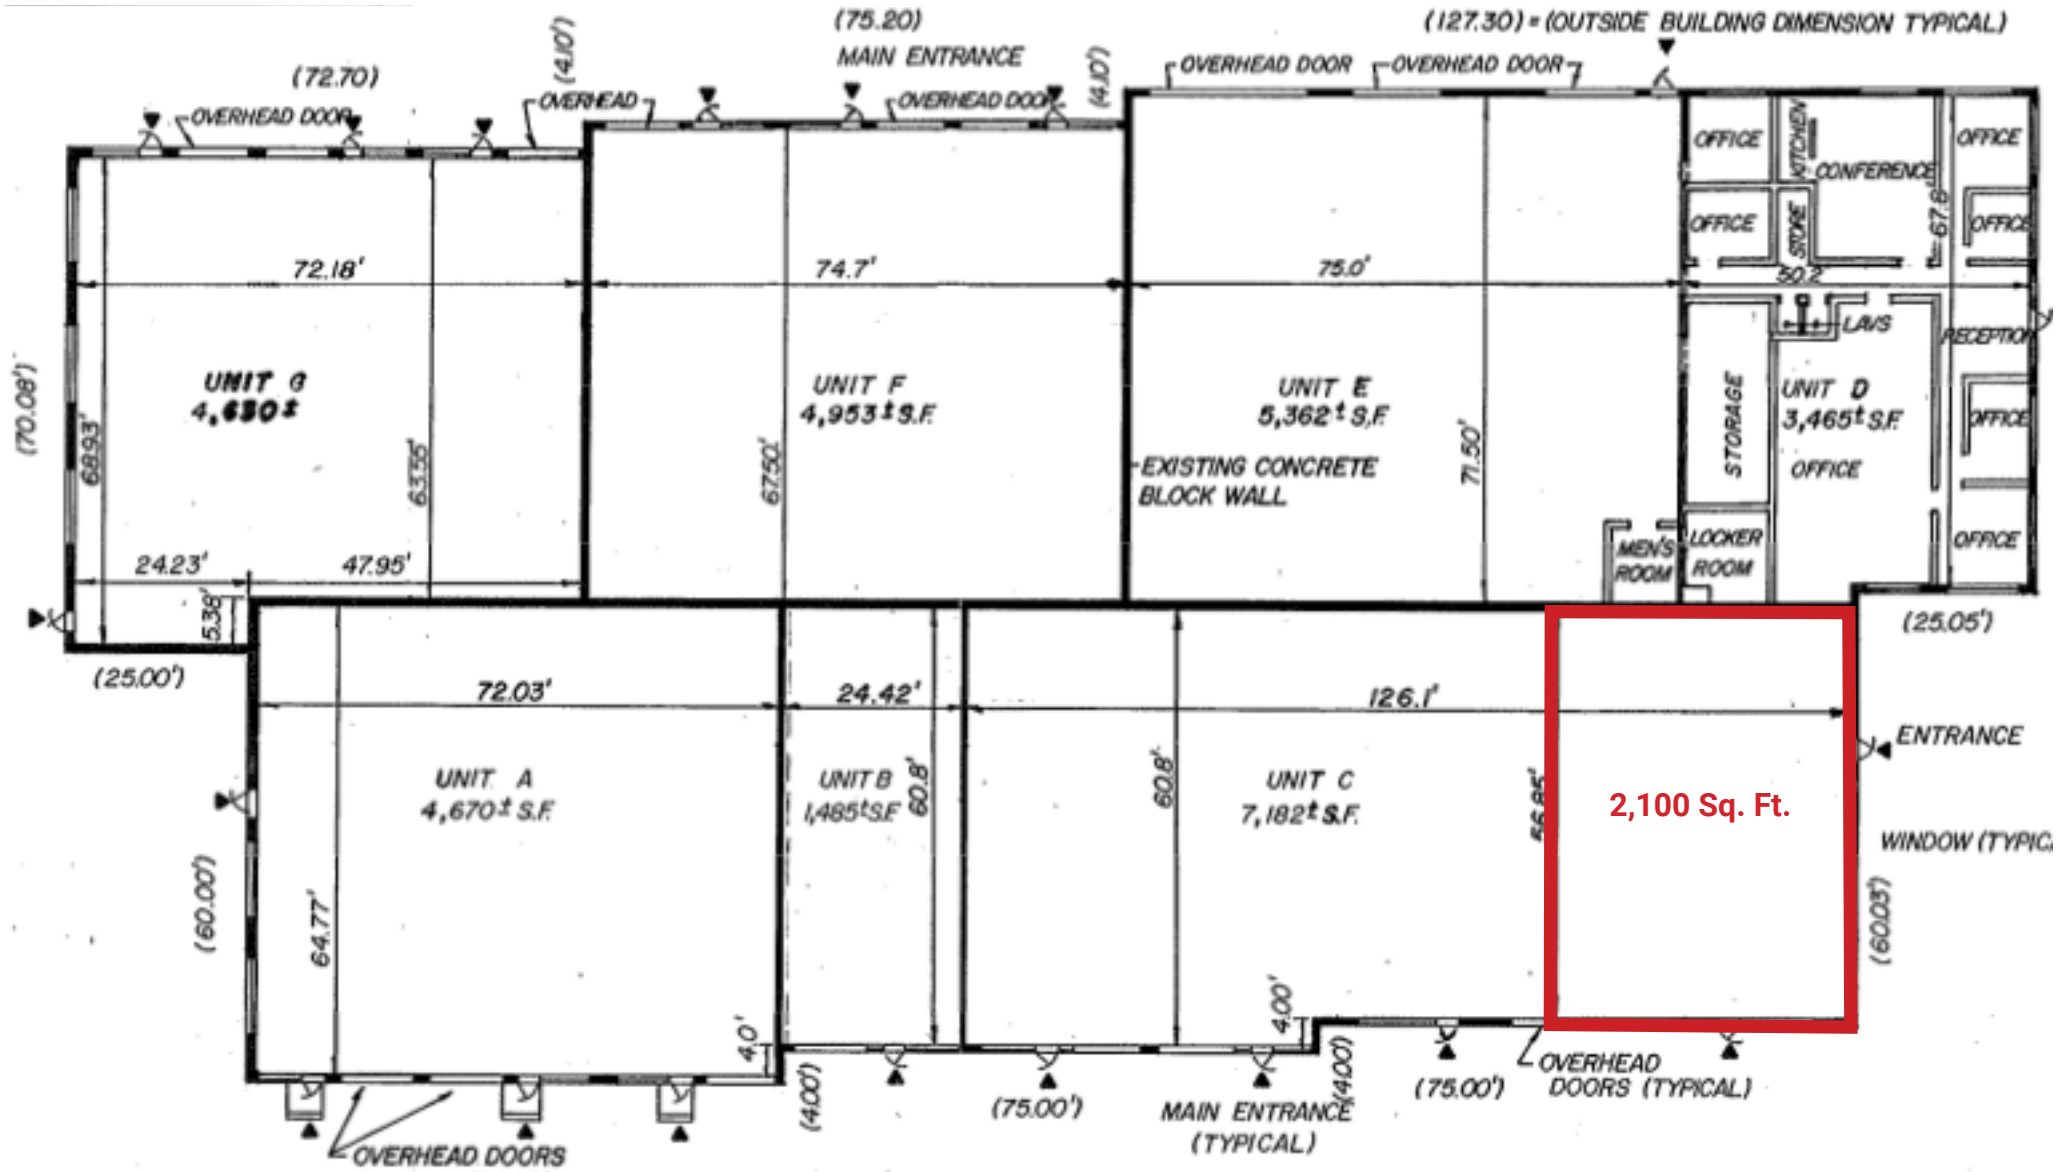 (75.20)
(127.30) = (OUTSIDE BUILDING DIMENSION TYPICAL)
(4.10')
MAIN ENTRANCE
(4.10')
(72.70)
OVERHEAD DOOR
OVERHEAD DOOR
OVERHEAD DOOR
OVERHEAD
OVERHEAD DOOR
OFFICE
KITCHEN
CONFERENCE
OFFICE
OFFICE
STORE
67.8'
OFFICE
72.18'
74.7'
75.0'
50.2
LAVS
RECEPTION
(70.08')
68.93'
UNIT G
4,630±
63.55'
UNIT F
4,953± S.F.
67.50'
UNIT E
5,362± S.F.
71.50'
STORAGE
UNIT D
3,465± S.F.
OFFICE
OFFICE
EXISTING CONCRETE
BLOCK WALL
24.23'
47.95'
MEN'S
ROOM
LOCKER
ROOM
OFFICE
5.38'
(25.00')
(25.05')
72.03'
24.42'
126.1'
ENTRANCE
UNIT A
4,670± S.F.
UNIT B
1,485± S.F.
60.8'
60.8'
UNIT C
7,182± S.F.
56.85'
2,100 Sq. Ft.
WINDOW (TYPICA
(60.00')
64.77'
(60.03')
4.0'
4.00'
(4.00')
(75.00')
(4.00')
(75.00')
OVERHEAD
DOORS (TYPICAL)
MAIN ENTRANCE
(TYPICAL)
OVERHEAD DOORS